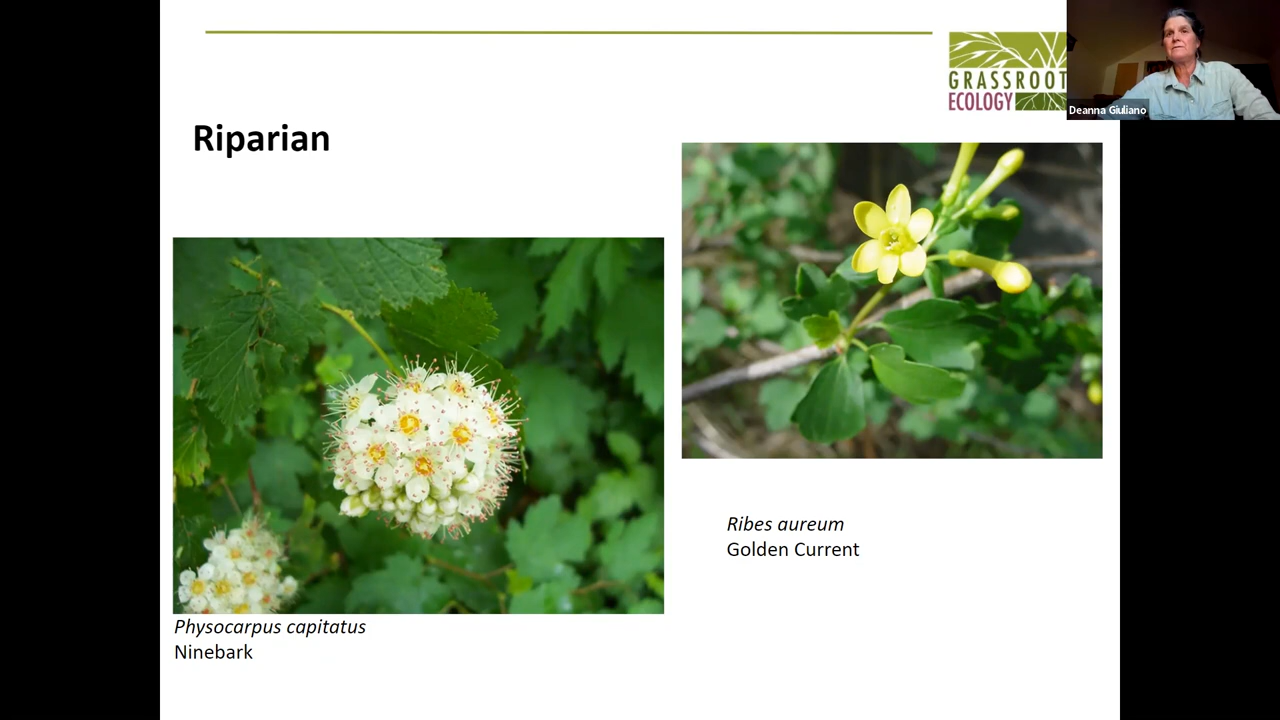 GRASSROOT
ECOLOGY
Deanna Giuliano
Riparian
Ribes aureum
Golden Current
Physocarpus capitatus
Ninebark